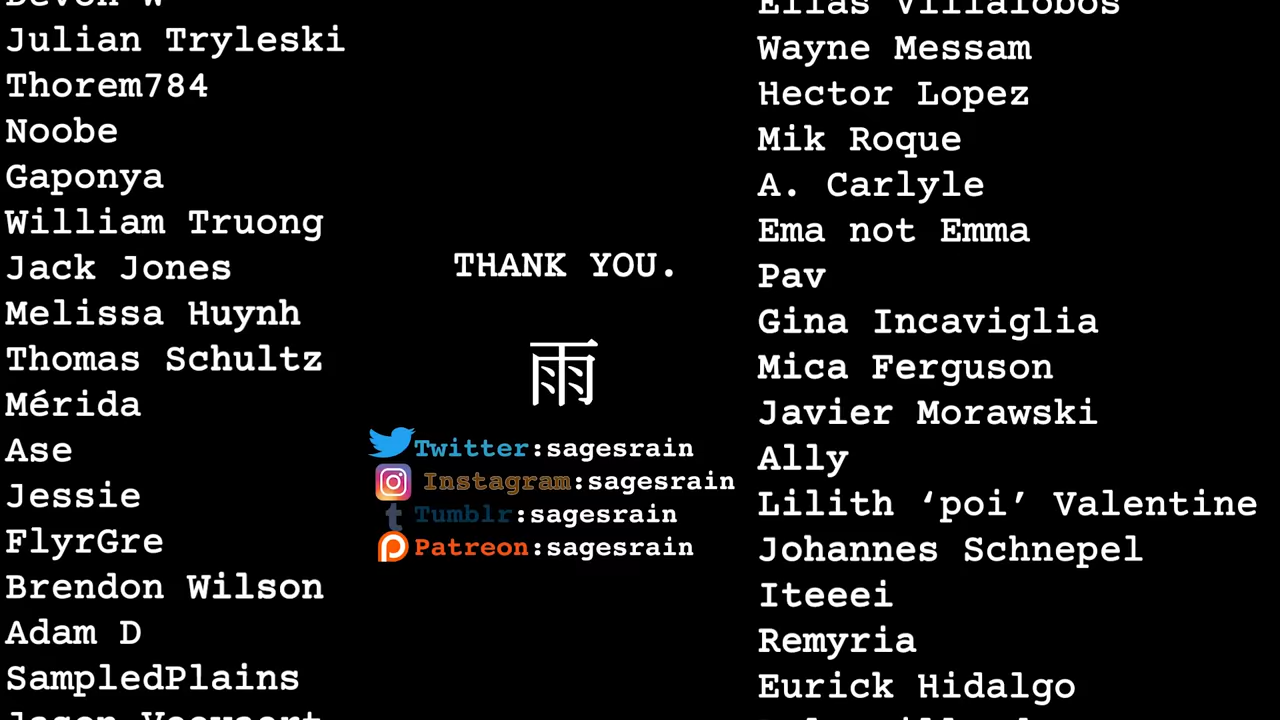 Devon W
Julian Tryleski
Thorem784
Noobe
Gaponya
William Truong
Jack Jones
Melissa Huynh
Thomas Schultz
Mérida
Ase
Jessie
FlyrGre
Brendon Wilson
Adam D
SampledPlains
THANK YOU.
雨
Twitter:sagesrain
Instagram:sagesrain
Tumblr:sagesrain
Patreon:sagesrain
Elias Villalobos
Wayne Messam
Hector Lopez
Mik Roque
A. Carlyle
Ema not Emma
Pav
Gina Incaviglia
Mica Ferguson
Javier Morawski
Ally
Lilith ‘poi’ Valentine
Johannes Schnepel
Iteeei
Remyria
Eurick Hidalgo